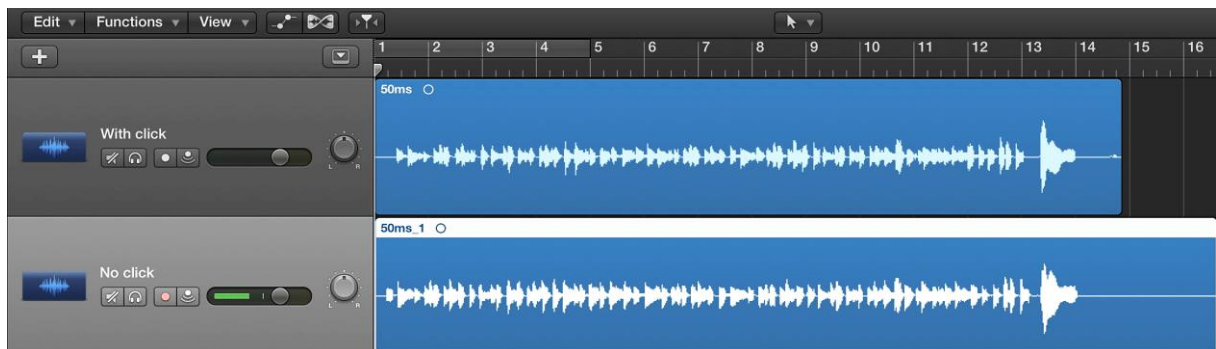 Edit Functions View
1 2 3 4 5 6 7 8 9 10 11 12 13 14 15 16
50ms
With click
L R
50ms_1
No click
L R